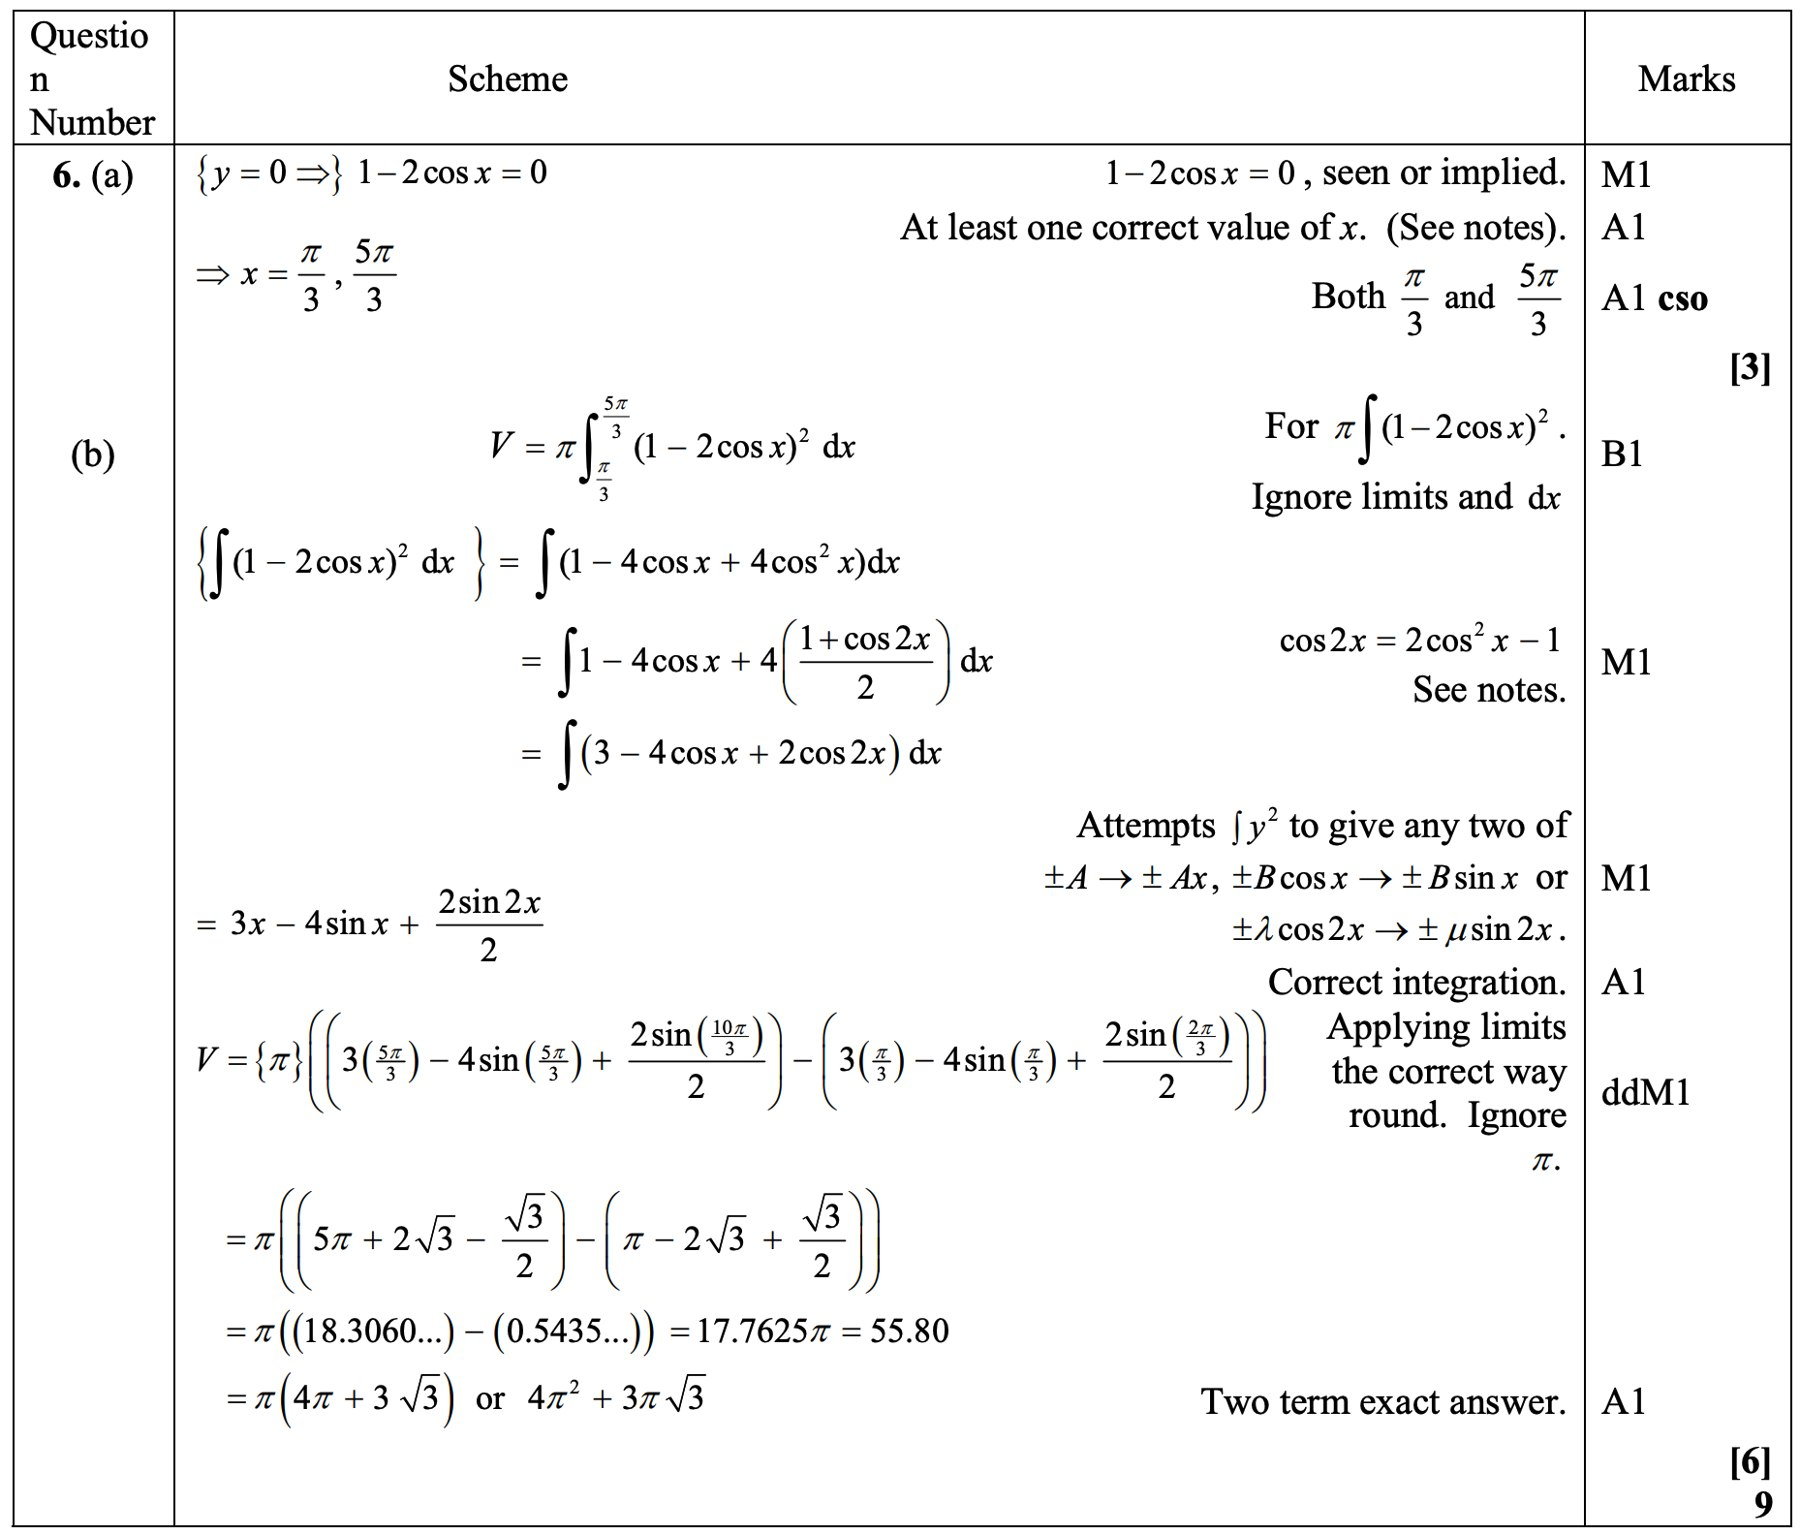 Questio
n
Number
Scheme
Marks
6. (a)
{y = 0 ⇒} 1 − 2cos x = 0
1 − 2cos x = 0 , seen or implied.
M1
At least one correct value of x. (See notes).
A1
⇒ x = π/3 , 5π/3
Both π/3 and 5π/3
A1 cso
[3]
(b)
V = π∫_{π/3}^{5π/3} (1 − 2cos x)² dx
For π∫(1 − 2cos x)² .
Ignore limits and dx
B1
{∫(1 − 2cos x)² dx } = ∫(1 − 4cos x + 4cos² x)dx
= ∫1 − 4cos x + 4((1 + cos 2x)/2) dx
cos 2x = 2cos² x − 1
See notes.
M1
= ∫(3 − 4cos x + 2cos 2x) dx
Attempts ∫y² to give any two of
±A → ± Ax, ±B cos x → ± B sin x or
±λ cos 2x → ± μ sin 2x .
M1
= 3x − 4sin x + (2sin 2x)/2
Correct integration.
A1
V = {π}((3(5π/3) − 4sin(5π/3) + (2sin(10π/3))/2) − (3(π/3) − 4sin(π/3) + (2sin(2π/3))/2))
Applying limits
the correct way
round. Ignore
π.
ddM1
= π((5π + 2√3 − √3/2) − (π − 2√3 + √3/2))
= π((18.3060...) − (0.5435...)) = 17.7625π = 55.80
= π(4π + 3 √3) or 4π² + 3π√3
Two term exact answer.
A1
[6]
9